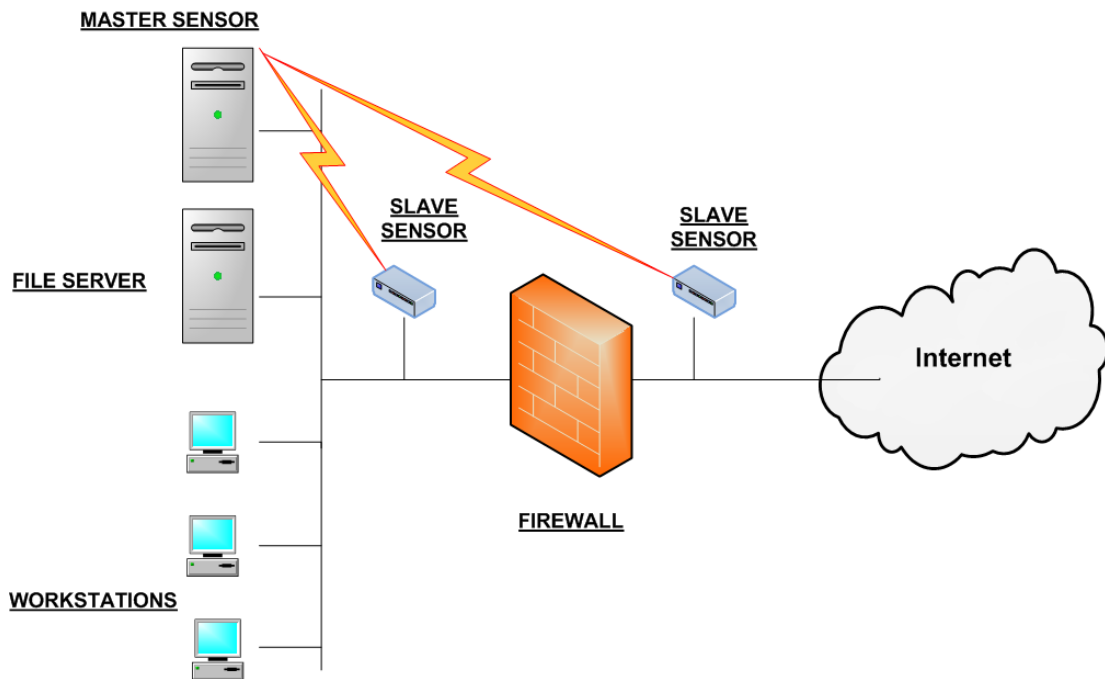 MASTER SENSOR
SLAVE
SENSOR
SLAVE
SENSOR
FILE SERVER
Internet
FIREWALL
WORKSTATIONS